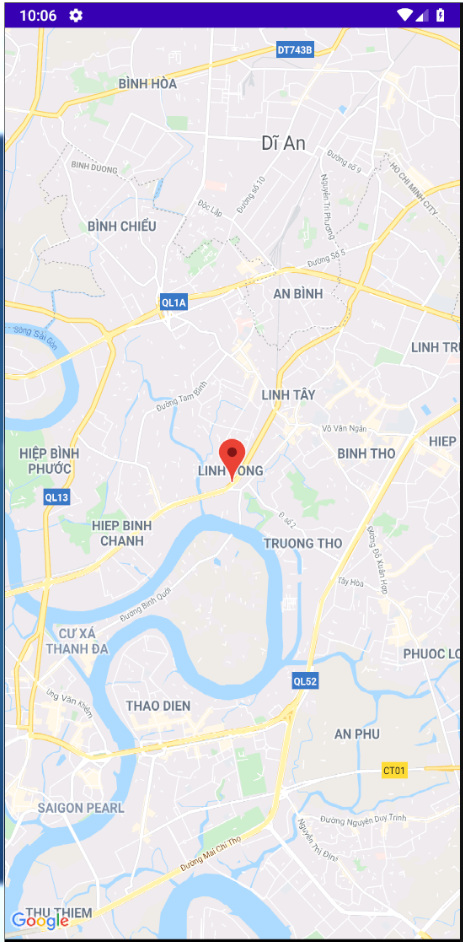 10:06
DT743B
BÌNH HÒA
Dĩ An
Đường số 9
BINH DUONG
HO CHI MINH CITY
Đường số 10
Nguyễn Tri Phương
Độc Lập
BÌNH CHIỂU
Đường Số 5
AN BÌNH
QL1A
Sông Sài Gòn
LINH TRU
Đường Tam Bình
LINH TÂY
Võ Văn Ngân
HIỆP BÌNH
PHƯỚC
BINH THO
HIEP
LINH ONG
QL13
HIEP BINH
CHANH
Đ số 2
TRUONG THO
Đường Đỗ Xuân Hợp
Tây Hòa
Đường Bình Quới
CƯ XÁ
THANH ĐA
PHUOC LO
QL52
Ung Văn Khiêm
THAO DIEN
AN PHU
CT01
SAIGON PEARL
Đường Nguyễn Duy Trinh
Nguyễn Thị Định
Đường Mai Chí Thọ
THU THIEM
Google